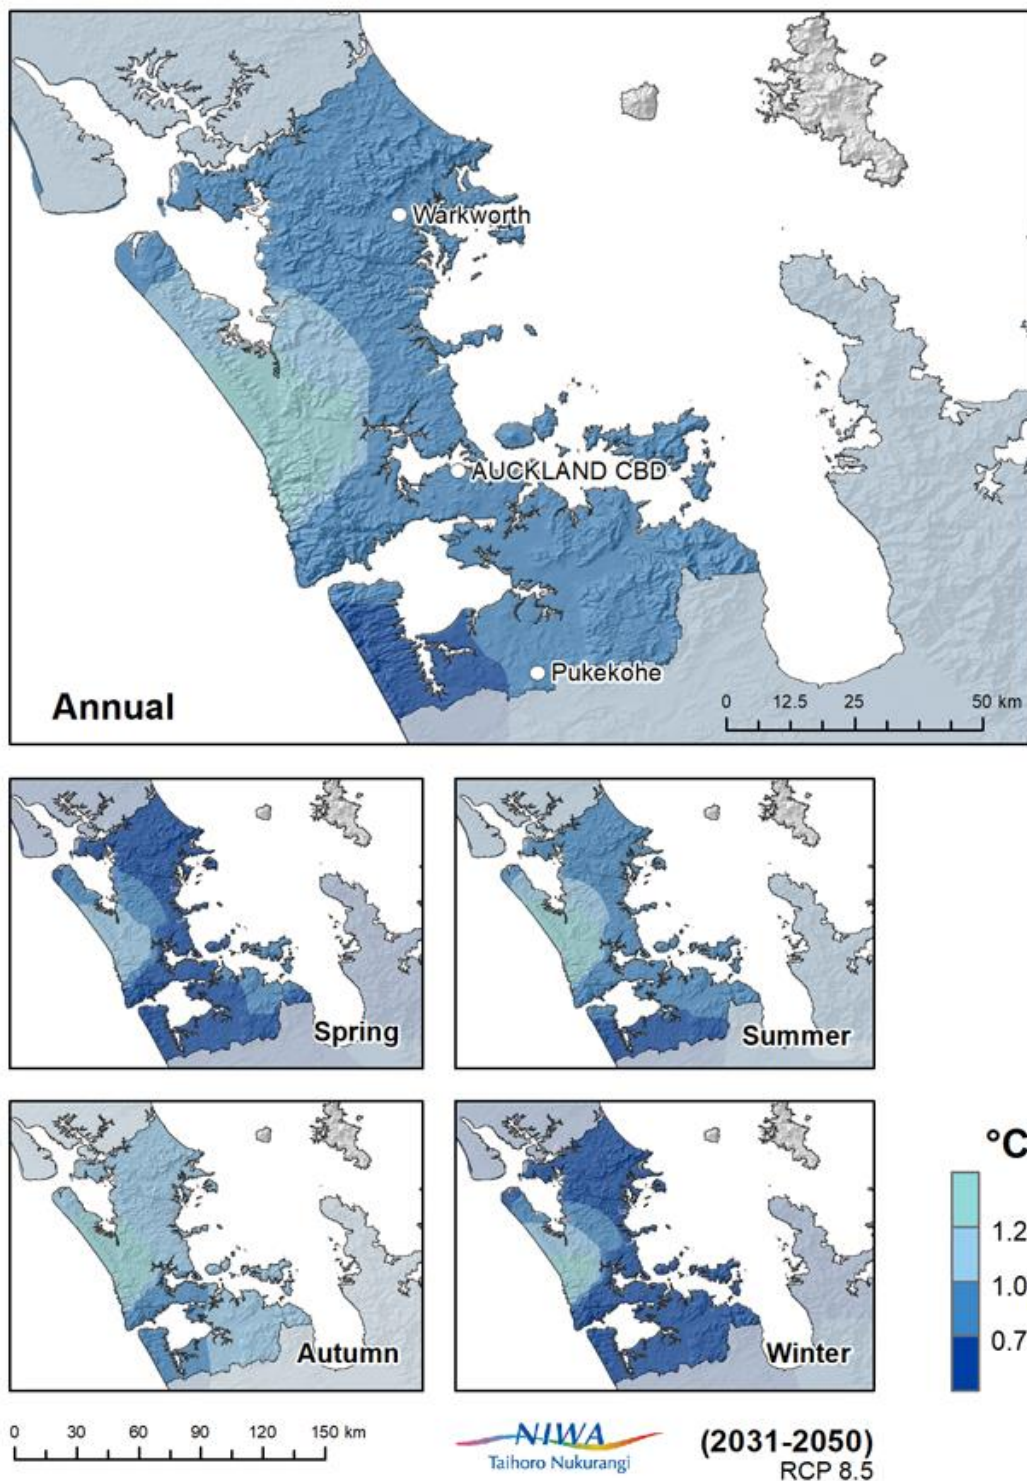 Warkworth
AUCKLAND CBD
Pukekohe
Annual
0 12.5 25 50 km
Spring
Summer
Autumn
Winter
°C
1.2
1.0
0.7
0 30 60 90 120 150 km
NIWA
Taihoro Nukurangi
(2031-2050)
RCP 8.5